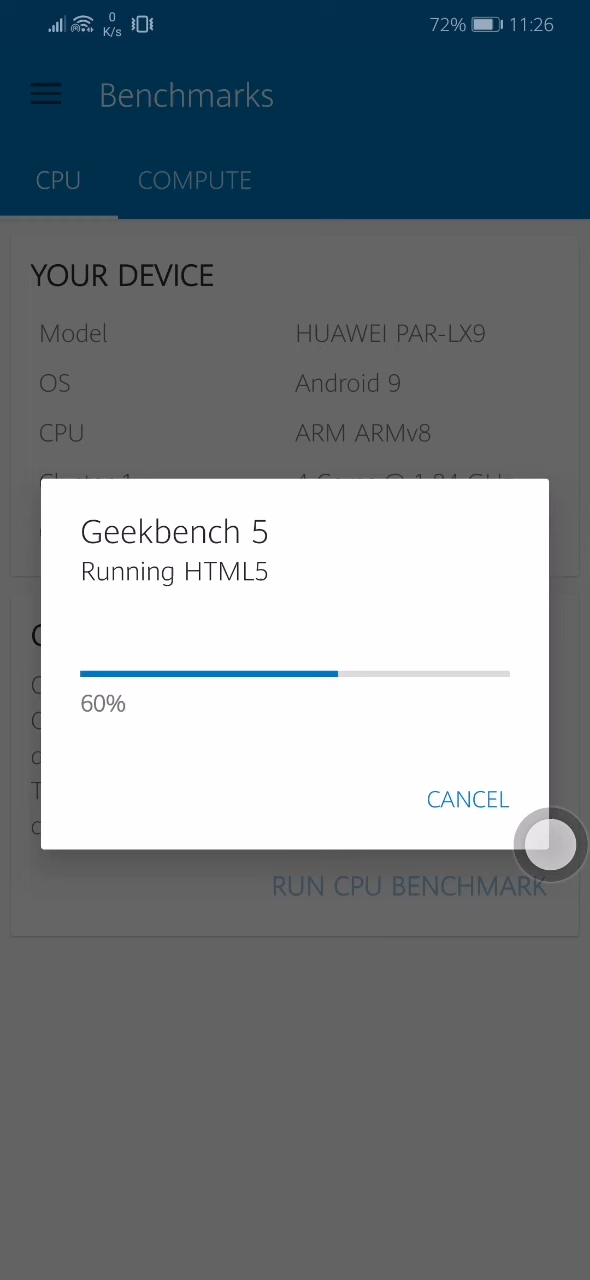 0
K/s
72%
11:26
Benchmarks
CPU
COMPUTE
YOUR DEVICE
Model
HUAWEI PAR-LX9
OS
Android 9
CPU
ARM ARMv8
Geekbench 5
Running HTML5
60%
CANCEL
RUN CPU BENCHMARK